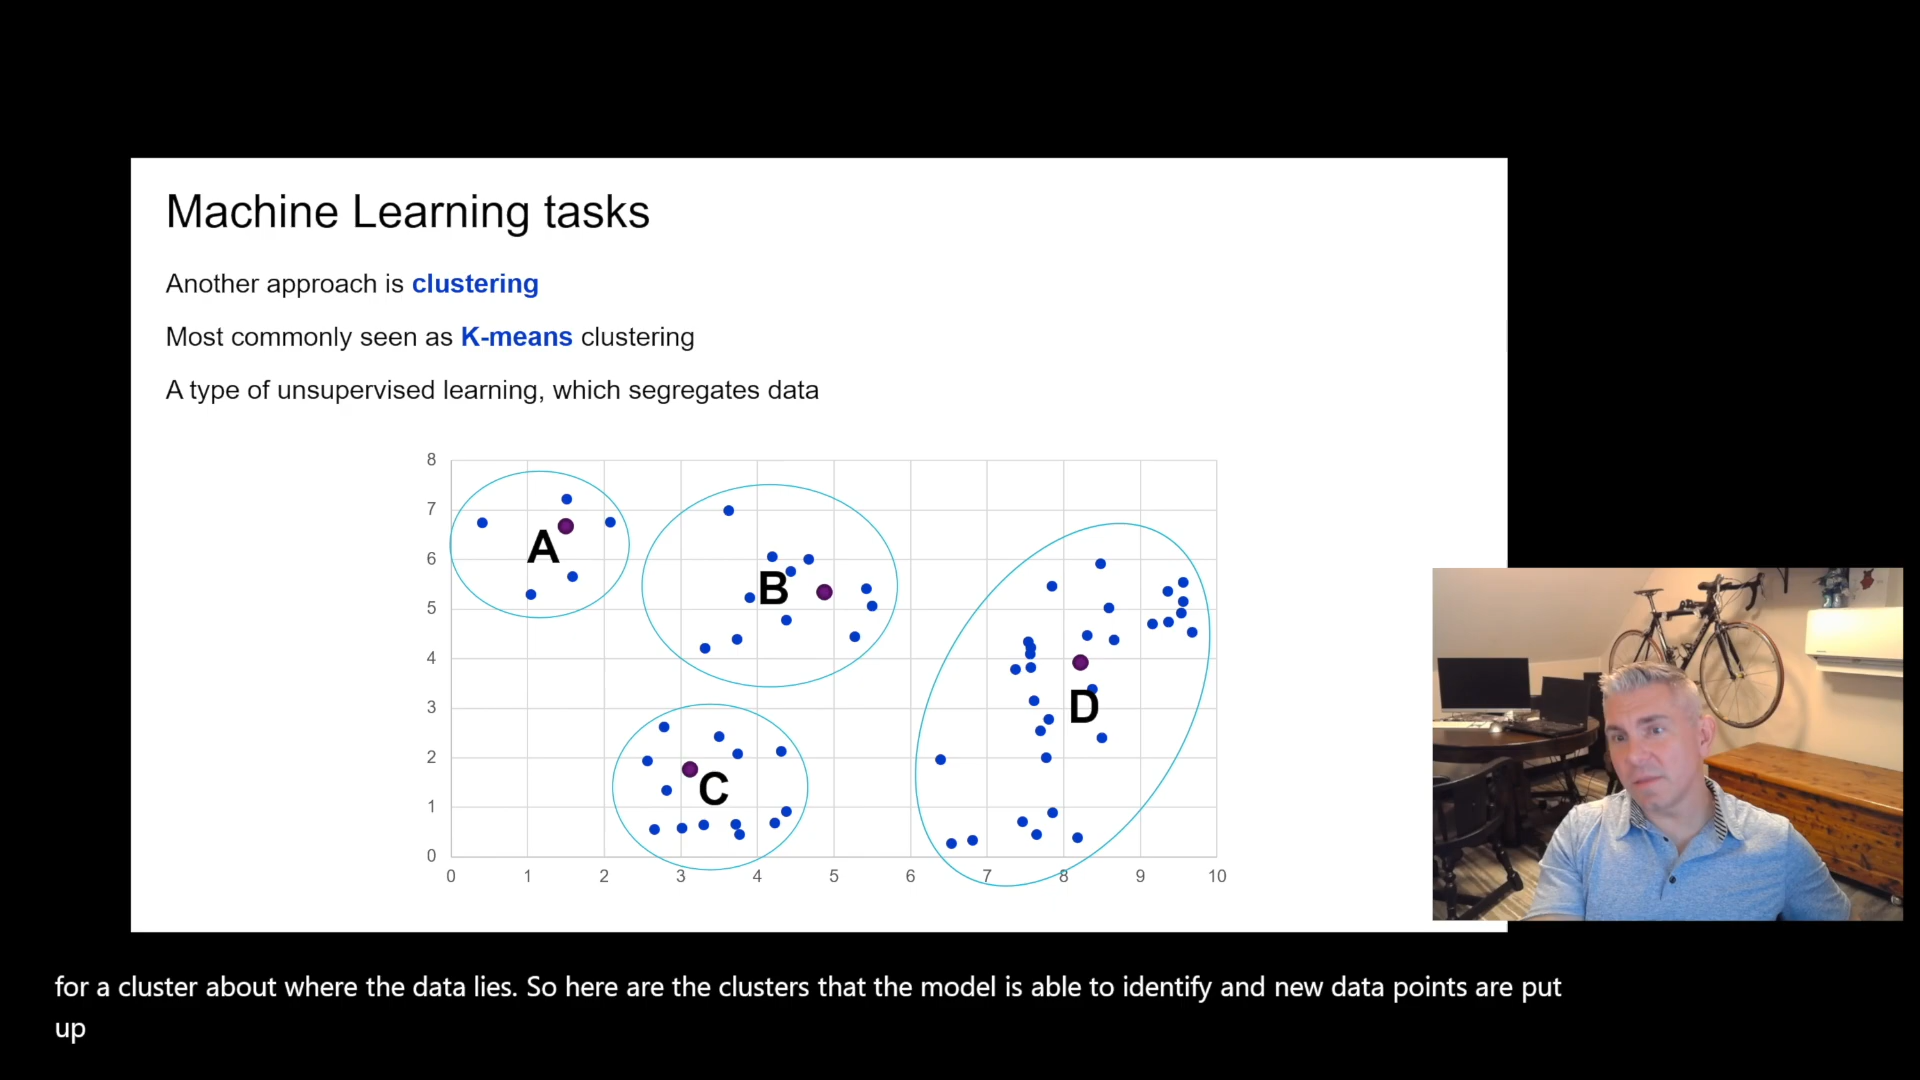 Machine Learning tasks
Another approach is clustering
Most commonly seen as K-means clustering
A type of unsupervised learning, which segregates data
8
7
6
5
4
3
2
1
0
A
B
C
D
0 1 2 3 4 5 6 7 8 9 10
for a cluster about where the data lies. So here are the clusters that the model is able to identify and new data points are put
up